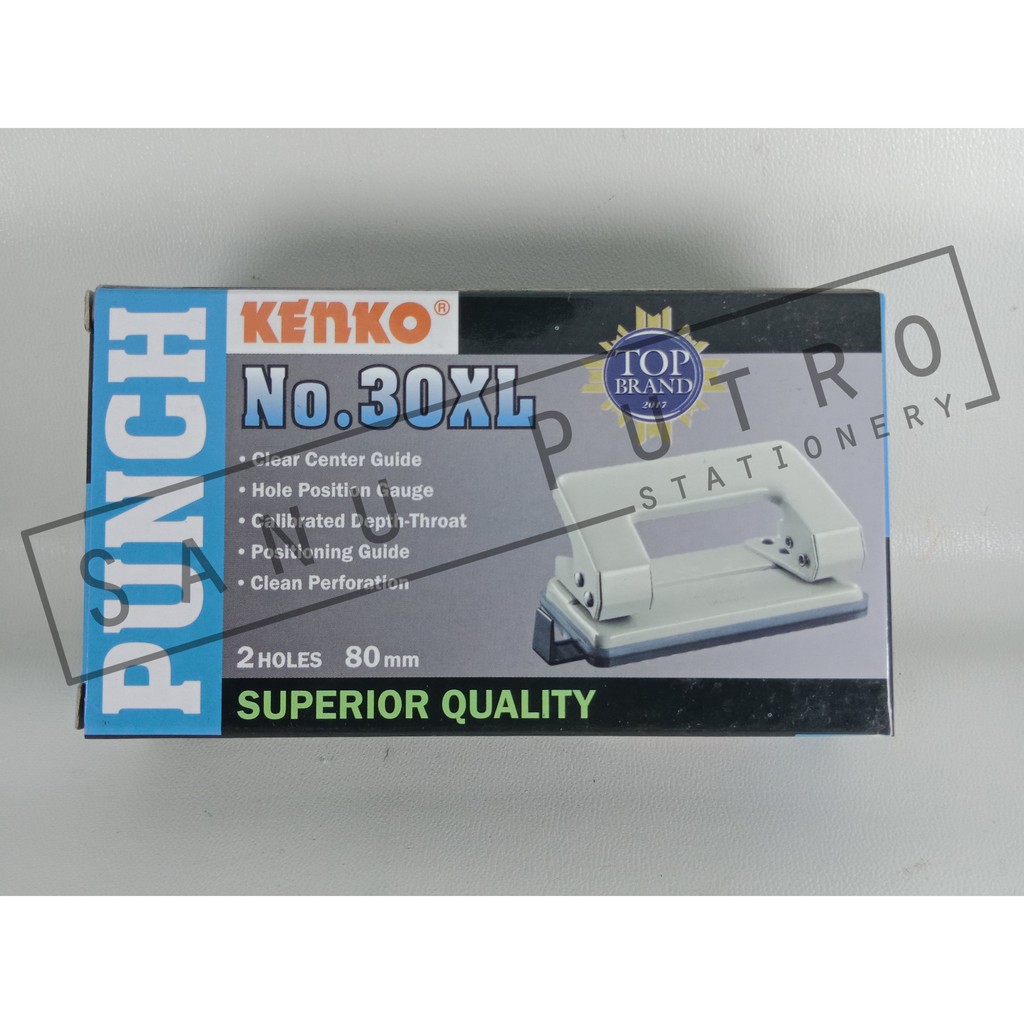 PUNCH
KENKO®
No.30XL
TOP
BRAND
2017
• Clear Center Guide
• Hole Position Gauge
• Calibrated Depth-Throat
• Positioning Guide
• Clean Perforation
2 HOLES 80 mm
SUPERIOR QUALITY
SANU PUTRO
STATIONERY